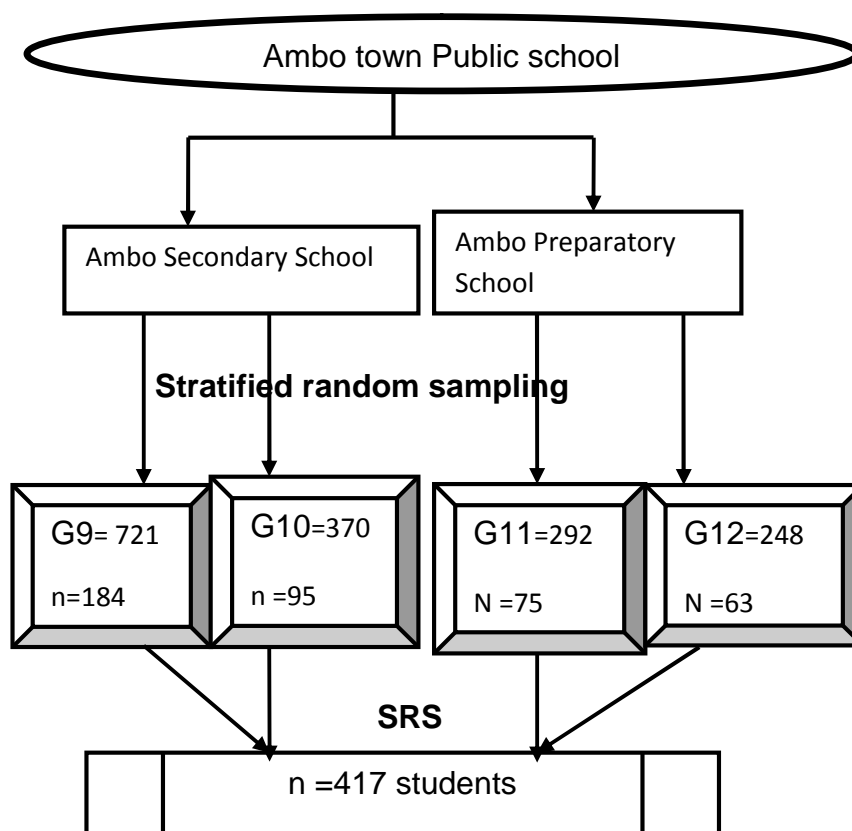 Ambo town Public school
Ambo Secondary School
Ambo Preparatory
School
Stratified random sampling
G9= 721
n=184
G10=370
n =95
G11=292
N =75
G12=248
N =63
SRS
n =417 students